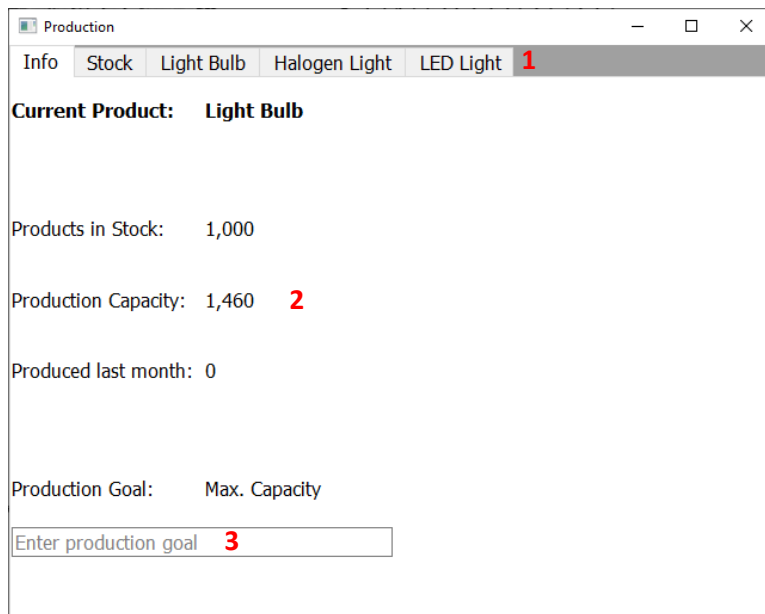 Production
Info Stock Light Bulb Halogen Light LED Light 1
Current Product: Light Bulb
Products in Stock: 1,000
Production Capacity: 1,460 2
Produced last month: 0
Production Goal: Max. Capacity
Enter production goal 3